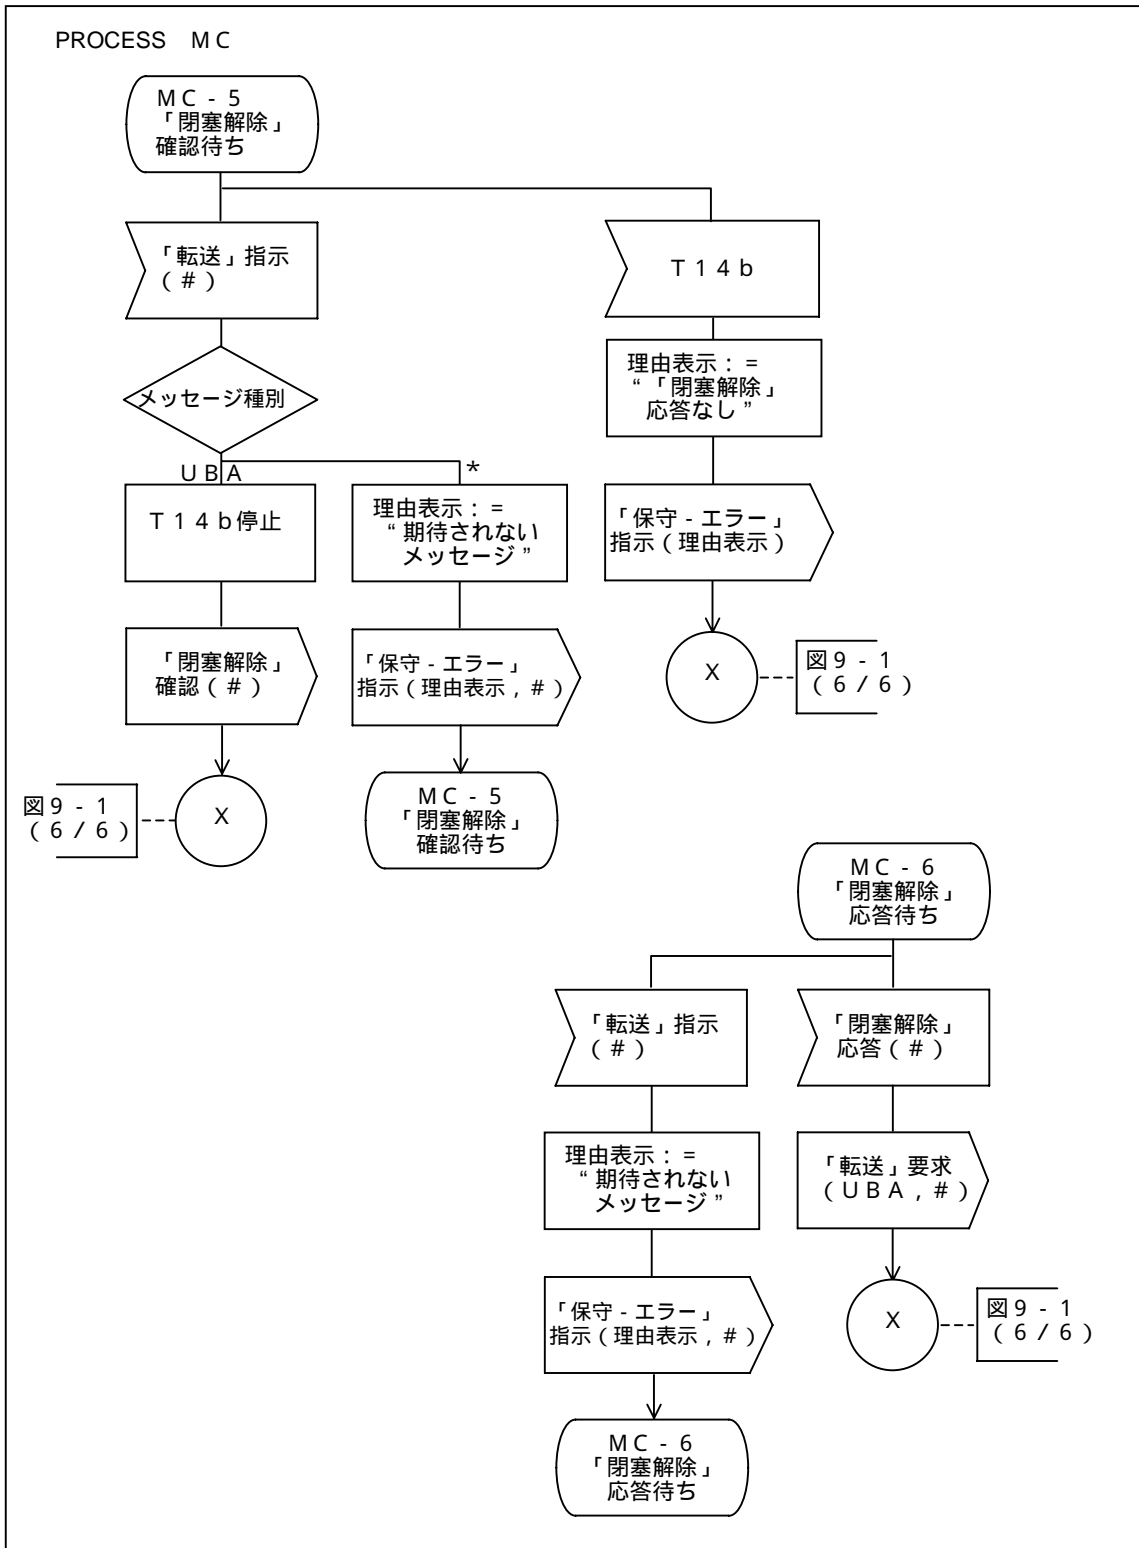 PROCESS MC
MC-5
「閉塞解除」
確認待ち
「転送」指示
(#)
メッセージ種別
UBA
*
T14b停止
理由表示:=
“期待されない
メッセージ”
「閉塞解除」
確認(#)
「保守-エラー」
指示(理由表示,#)
X
図9-1
(6/6)
MC-5
「閉塞解除」
確認待ち
T14b
理由表示:=
“「閉塞解除」
応答なし”
「保守-エラー」
指示(理由表示)
X
図9-1
(6/6)
MC-6
「閉塞解除」
応答待ち
「転送」指示
(#)
「閉塞解除」
応答(#)
理由表示:=
“期待されない
メッセージ”
「転送」要求
(UBA,#)
「保守-エラー」
指示(理由表示,#)
X
図9-1
(6/6)
MC-6
「閉塞解除」
応答待ち